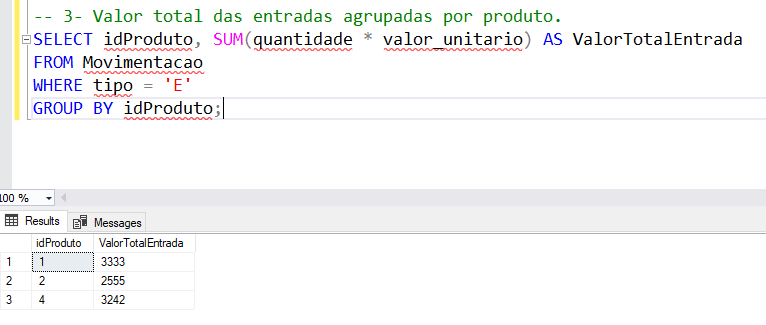 -- 3- Valor total das entradas agrupadas por produto.
SELECT idProduto, SUM(quantidade * valor_unitario) AS ValorTotalEntrada
FROM Movimentacao
WHERE tipo = 'E'
GROUP BY idProduto;
100 %
Results Messages
idProduto ValorTotalEntrada
1 1 3333
2 2 2555
3 4 3242